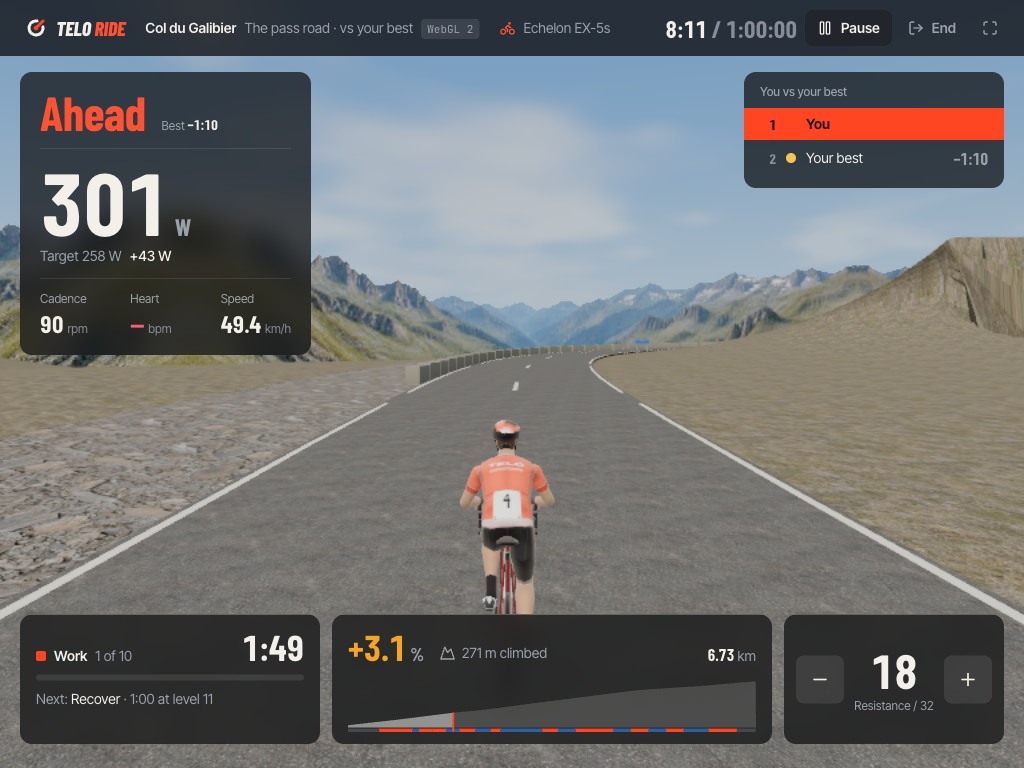 TELO RIDE Col du Galibier The pass road · vs your best WebGL 2 Echelon EX-5s 8:11 / 1:00:00 Pause End
Ahead Best −1:10
301 W
Target 258 W +43 W
Cadence Heart Speed
90 rpm – bpm 49.4 km/h
You vs your best
1 You
2 Your best −1:10
TELO
4
Work 1 of 10 1:49
Next: Recover · 1:00 at level 11
+3.1 % 271 m climbed 6.73 km
− 18 +
Resistance / 32